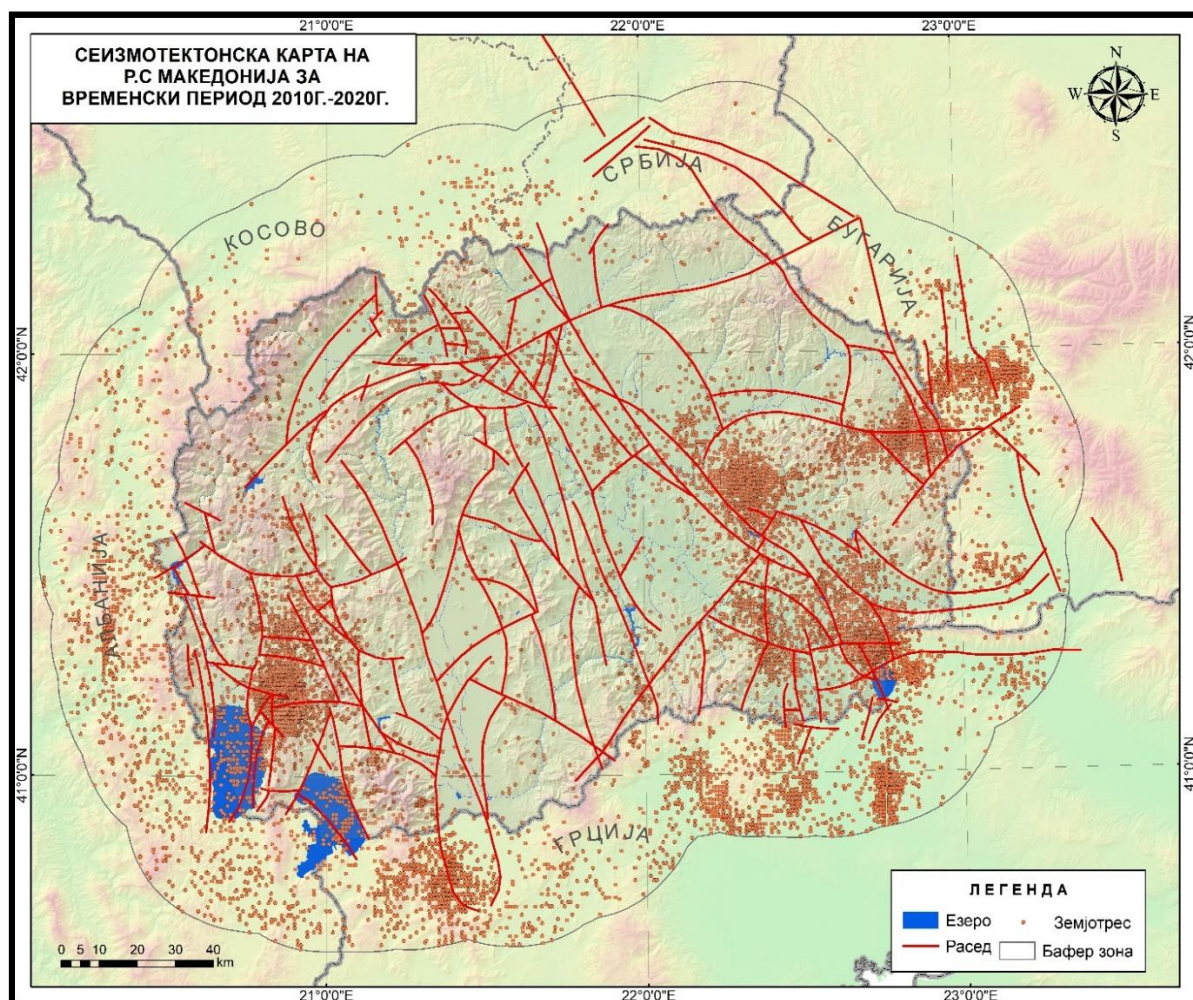 21°0'0"E
22°0'0"E
23°0'0"E
СЕИЗМОТЕКТОНСКА КАРТА НА
Р.С МАКЕДОНИЈА ЗА
ВРЕМЕНСКИ ПЕРИОД 2010Г.-2020Г.
N
W
E
S
СРБИЈА
КОСОВО
БУГАРИЈА
42°0'0"N
42°0'0"N
АЛБАНИЈА
41°0'0"N
41°0'0"N
ГРЦИЈА
ЛЕГЕНДА
Езеро
Земјотрес
Расед
Бафер зона
0 5 10 20 30 40
km
21°0'0"E
22°0'0"E
23°0'0"E